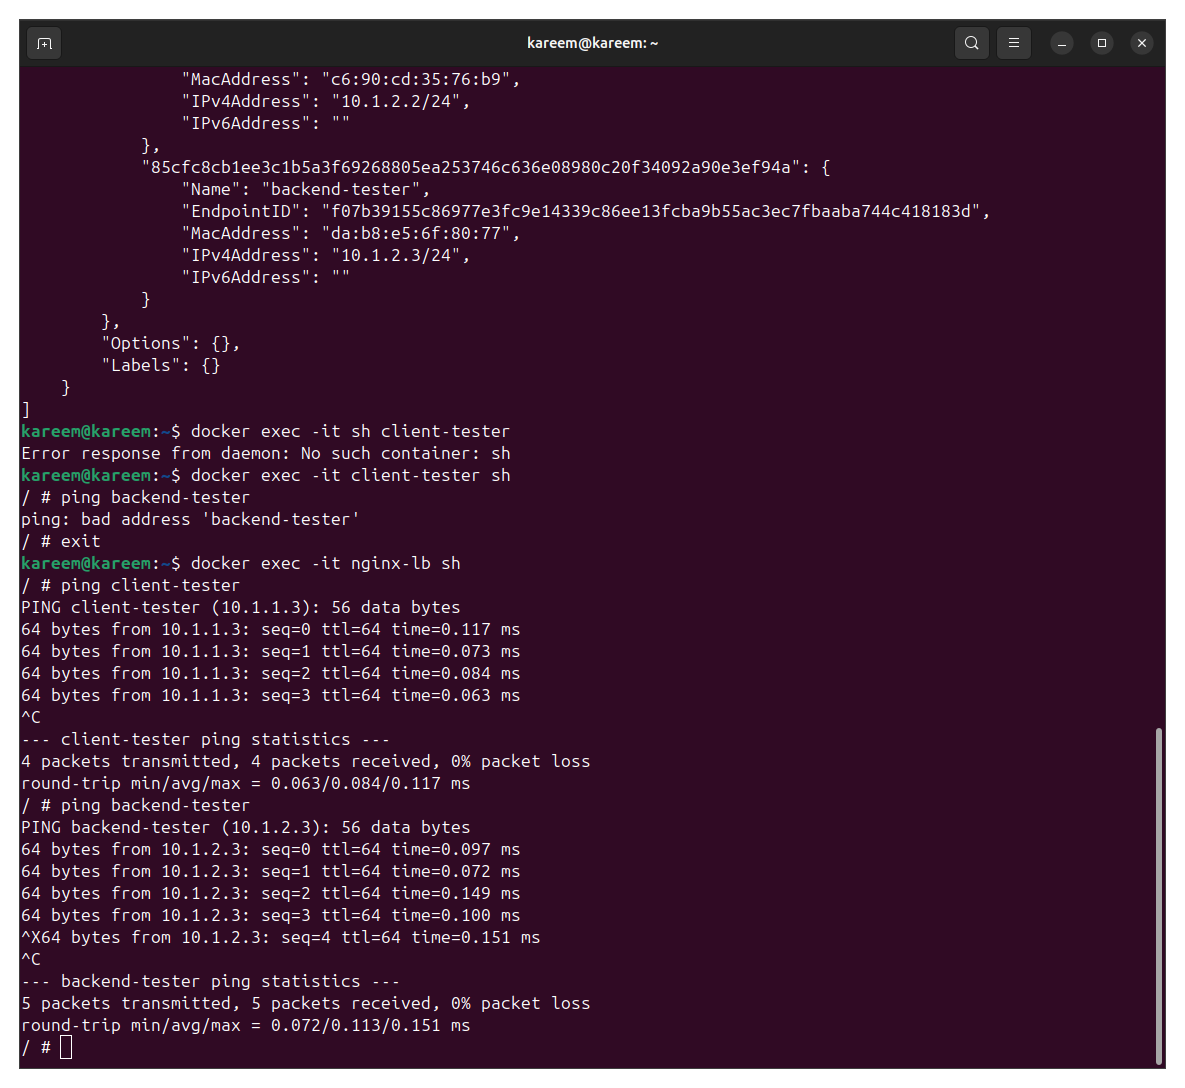 kareem@kareem: ~
            "MacAddress": "c6:90:cd:35:76:b9",
            "IPv4Address": "10.1.2.2/24",
            "IPv6Address": ""
        },
        "85cfc8cb1ee3c1b5a3f69268805ea253746c636e08980c20f34092a90e3ef94a": {
            "Name": "backend-tester",
            "EndpointID": "f07b39155c86977e3fc9e14339c86ee13fcba9b55ac3ec7fbaaba744c418183d",
            "MacAddress": "da:b8:e5:6f:80:77",
            "IPv4Address": "10.1.2.3/24",
            "IPv6Address": ""
        }
    },
    "Options": {},
    "Labels": {}
}
]
kareem@kareem:~$ docker exec -it sh client-tester
Error response from daemon: No such container: sh
kareem@kareem:~$ docker exec -it client-tester sh
/ # ping backend-tester
ping: bad address 'backend-tester'
/ # exit
kareem@kareem:~$ docker exec -it nginx-lb sh
/ # ping client-tester
PING client-tester (10.1.1.3): 56 data bytes
64 bytes from 10.1.1.3: seq=0 ttl=64 time=0.117 ms
64 bytes from 10.1.1.3: seq=1 ttl=64 time=0.073 ms
64 bytes from 10.1.1.3: seq=2 ttl=64 time=0.084 ms
64 bytes from 10.1.1.3: seq=3 ttl=64 time=0.063 ms
^C
--- client-tester ping statistics ---
4 packets transmitted, 4 packets received, 0% packet loss
round-trip min/avg/max = 0.063/0.084/0.117 ms
/ # ping backend-tester
PING backend-tester (10.1.2.3): 56 data bytes
64 bytes from 10.1.2.3: seq=0 ttl=64 time=0.097 ms
64 bytes from 10.1.2.3: seq=1 ttl=64 time=0.072 ms
64 bytes from 10.1.2.3: seq=2 ttl=64 time=0.149 ms
64 bytes from 10.1.2.3: seq=3 ttl=64 time=0.100 ms
^X64 bytes from 10.1.2.3: seq=4 ttl=64 time=0.151 ms
^C
--- backend-tester ping statistics ---
5 packets transmitted, 5 packets received, 0% packet loss
round-trip min/avg/max = 0.072/0.113/0.151 ms
/ #